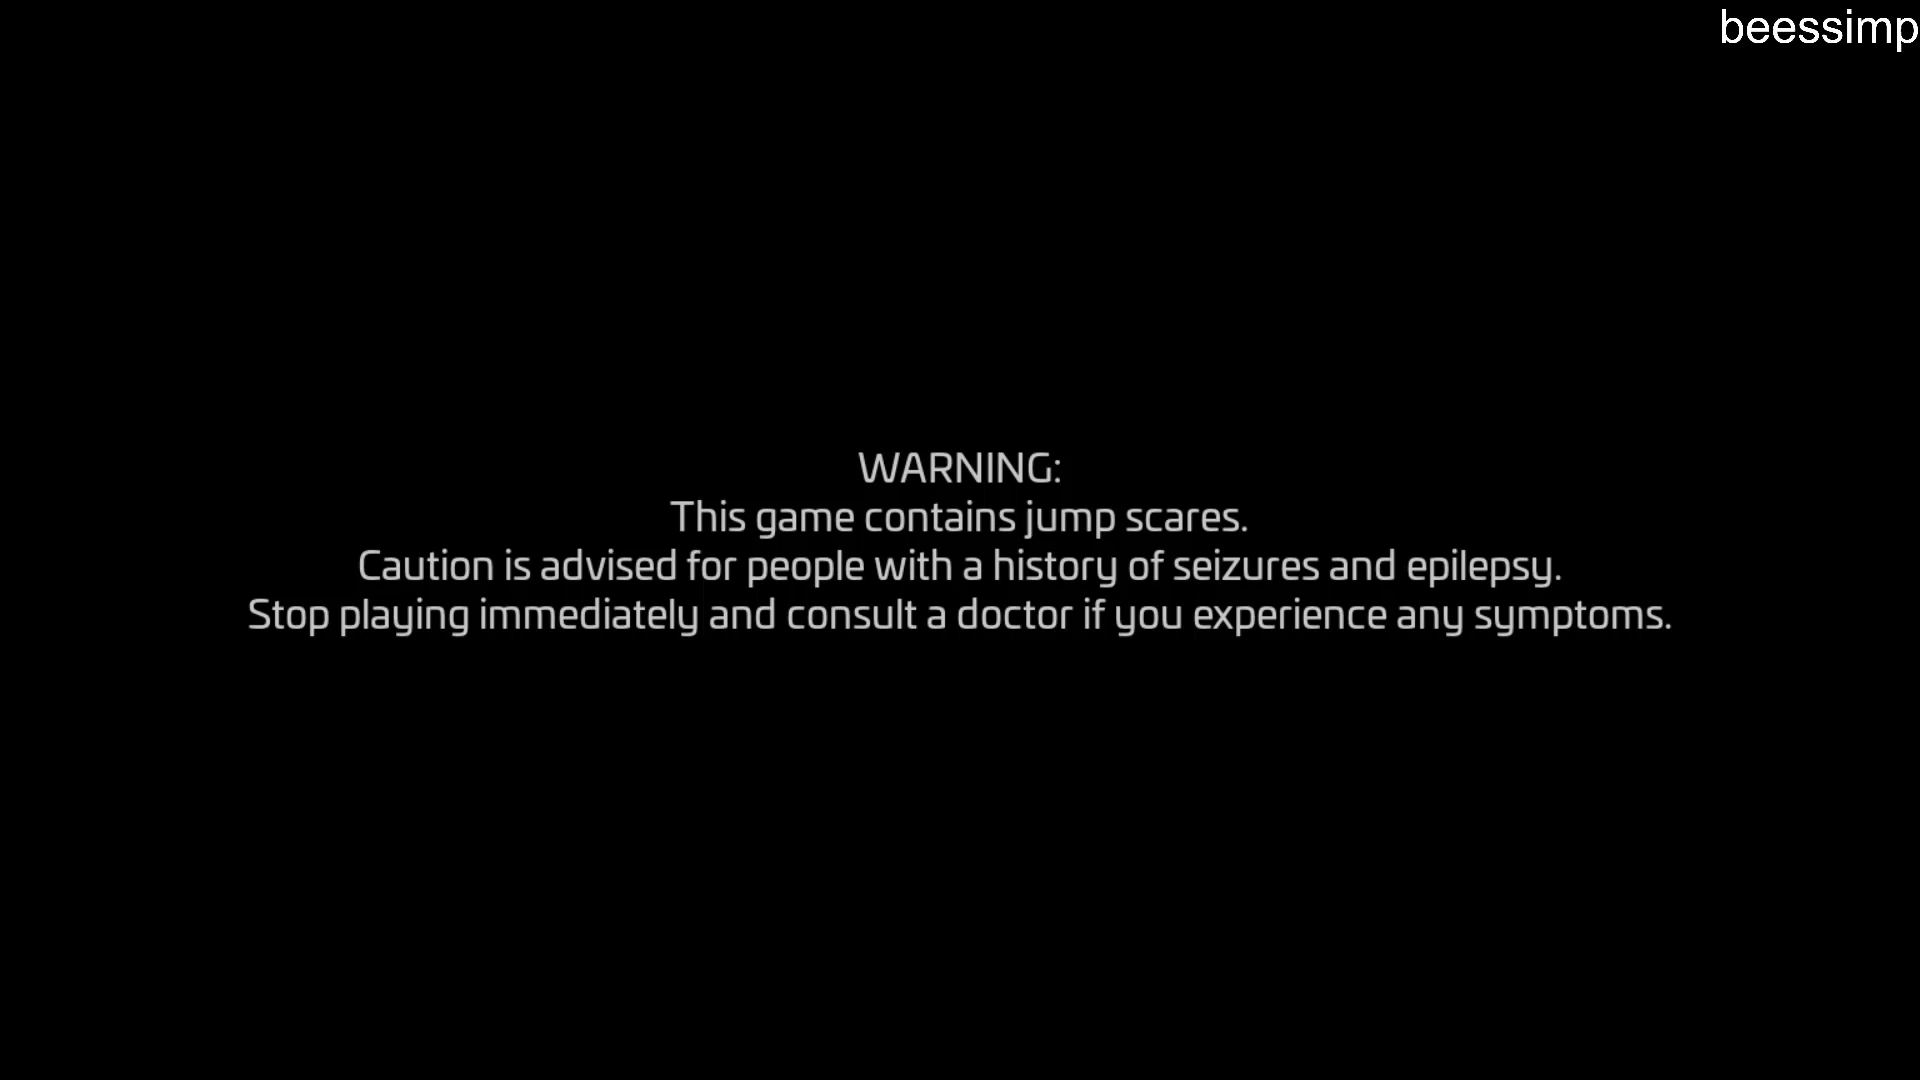 beessimp
WARNING:
This game contains jump scares.
Caution is advised for people with a history of seizures and epilepsy.
Stop playing immediately and consult a doctor if you experience any symptoms.